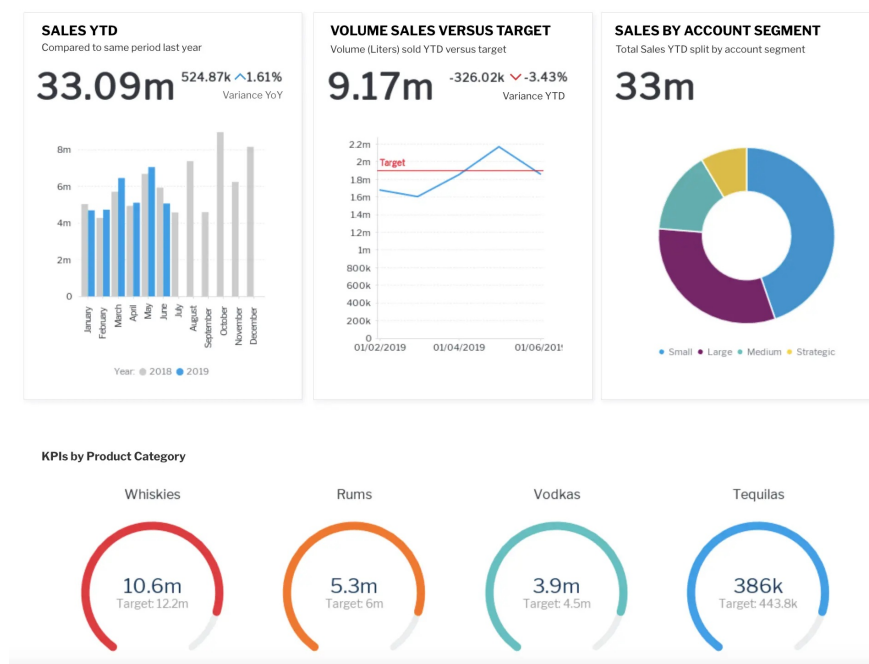 SALES YTD
Compared to same period last year
33.09m 524.87k 1.61%
Variance YoY
8m
6m
4m
2m
0
January
February
March
April
May
June
July
August
September
October
November
December
Year: 2018 2019
VOLUME SALES VERSUS TARGET
Volume (Liters) sold YTD versus target
9.17m -326.02k -3.43%
Variance YTD
2.2m
2m
Target
1.8m
1.6m
1.4m
1.2m
1m
800k
600k
400k
200k
0
01/02/2019 01/04/2019 01/06/201
SALES BY ACCOUNT SEGMENT
Total Sales YTD split by account segment
33m
Small Large Medium Strategic
KPIs by Product Category
Whiskies
10.6m
Target: 12.2m
Rums
5.3m
Target: 6m
Vodkas
3.9m
Target: 4.5m
Tequilas
386k
Target: 443.8k